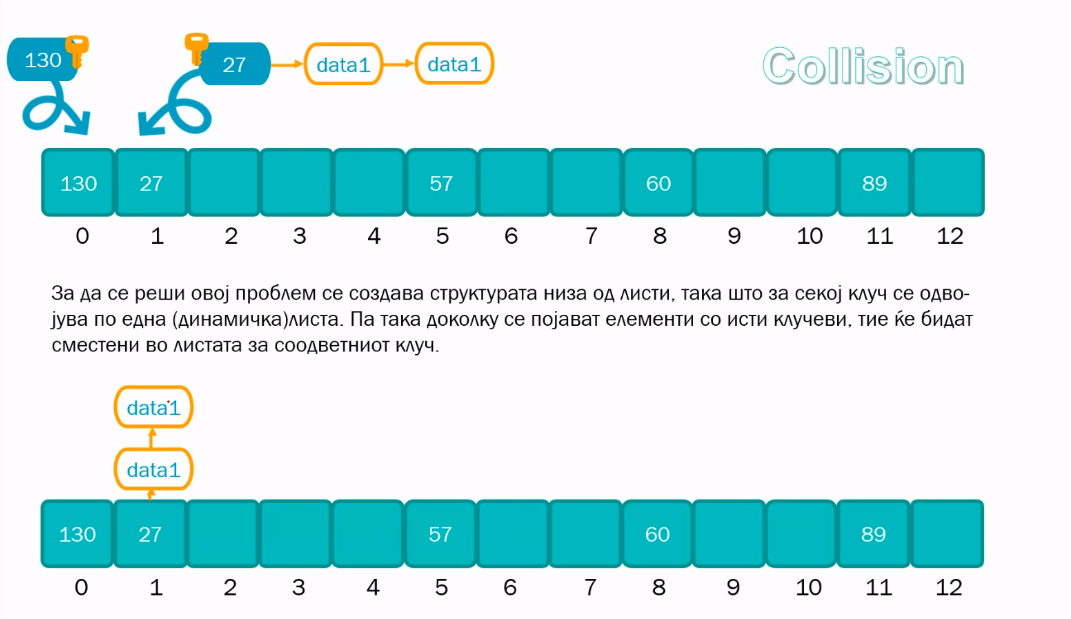 Collision
130
27 data1 data1
130 27 57 60 89
0 1 2 3 4 5 6 7 8 9 10 11 12
За да се реши овој проблем се создава структурата низа од листи, така што за секој клуч се одво-
јува по една (динамичка)листа. Па така доколку се појават елементи со исти клучеви, тие ќе бидат
сместени во листата за соодветниот клуч.
data1
data1
130 27 57 60 89
0 1 2 3 4 5 6 7 8 9 10 11 12